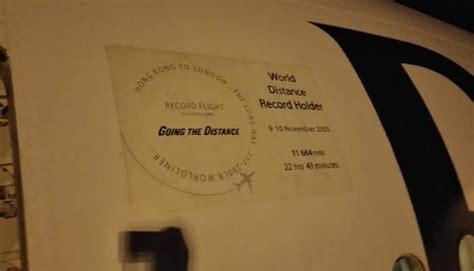 HONG KONG TO LONDON... THE LONG WAY. 777-200LR WORLDLINER...
RECORD FLIGHT
GOING THE DISTANCE
World
Distance
Record Holder
9 10 November 2005
11 664 nmi
22 hrs 43 minutes